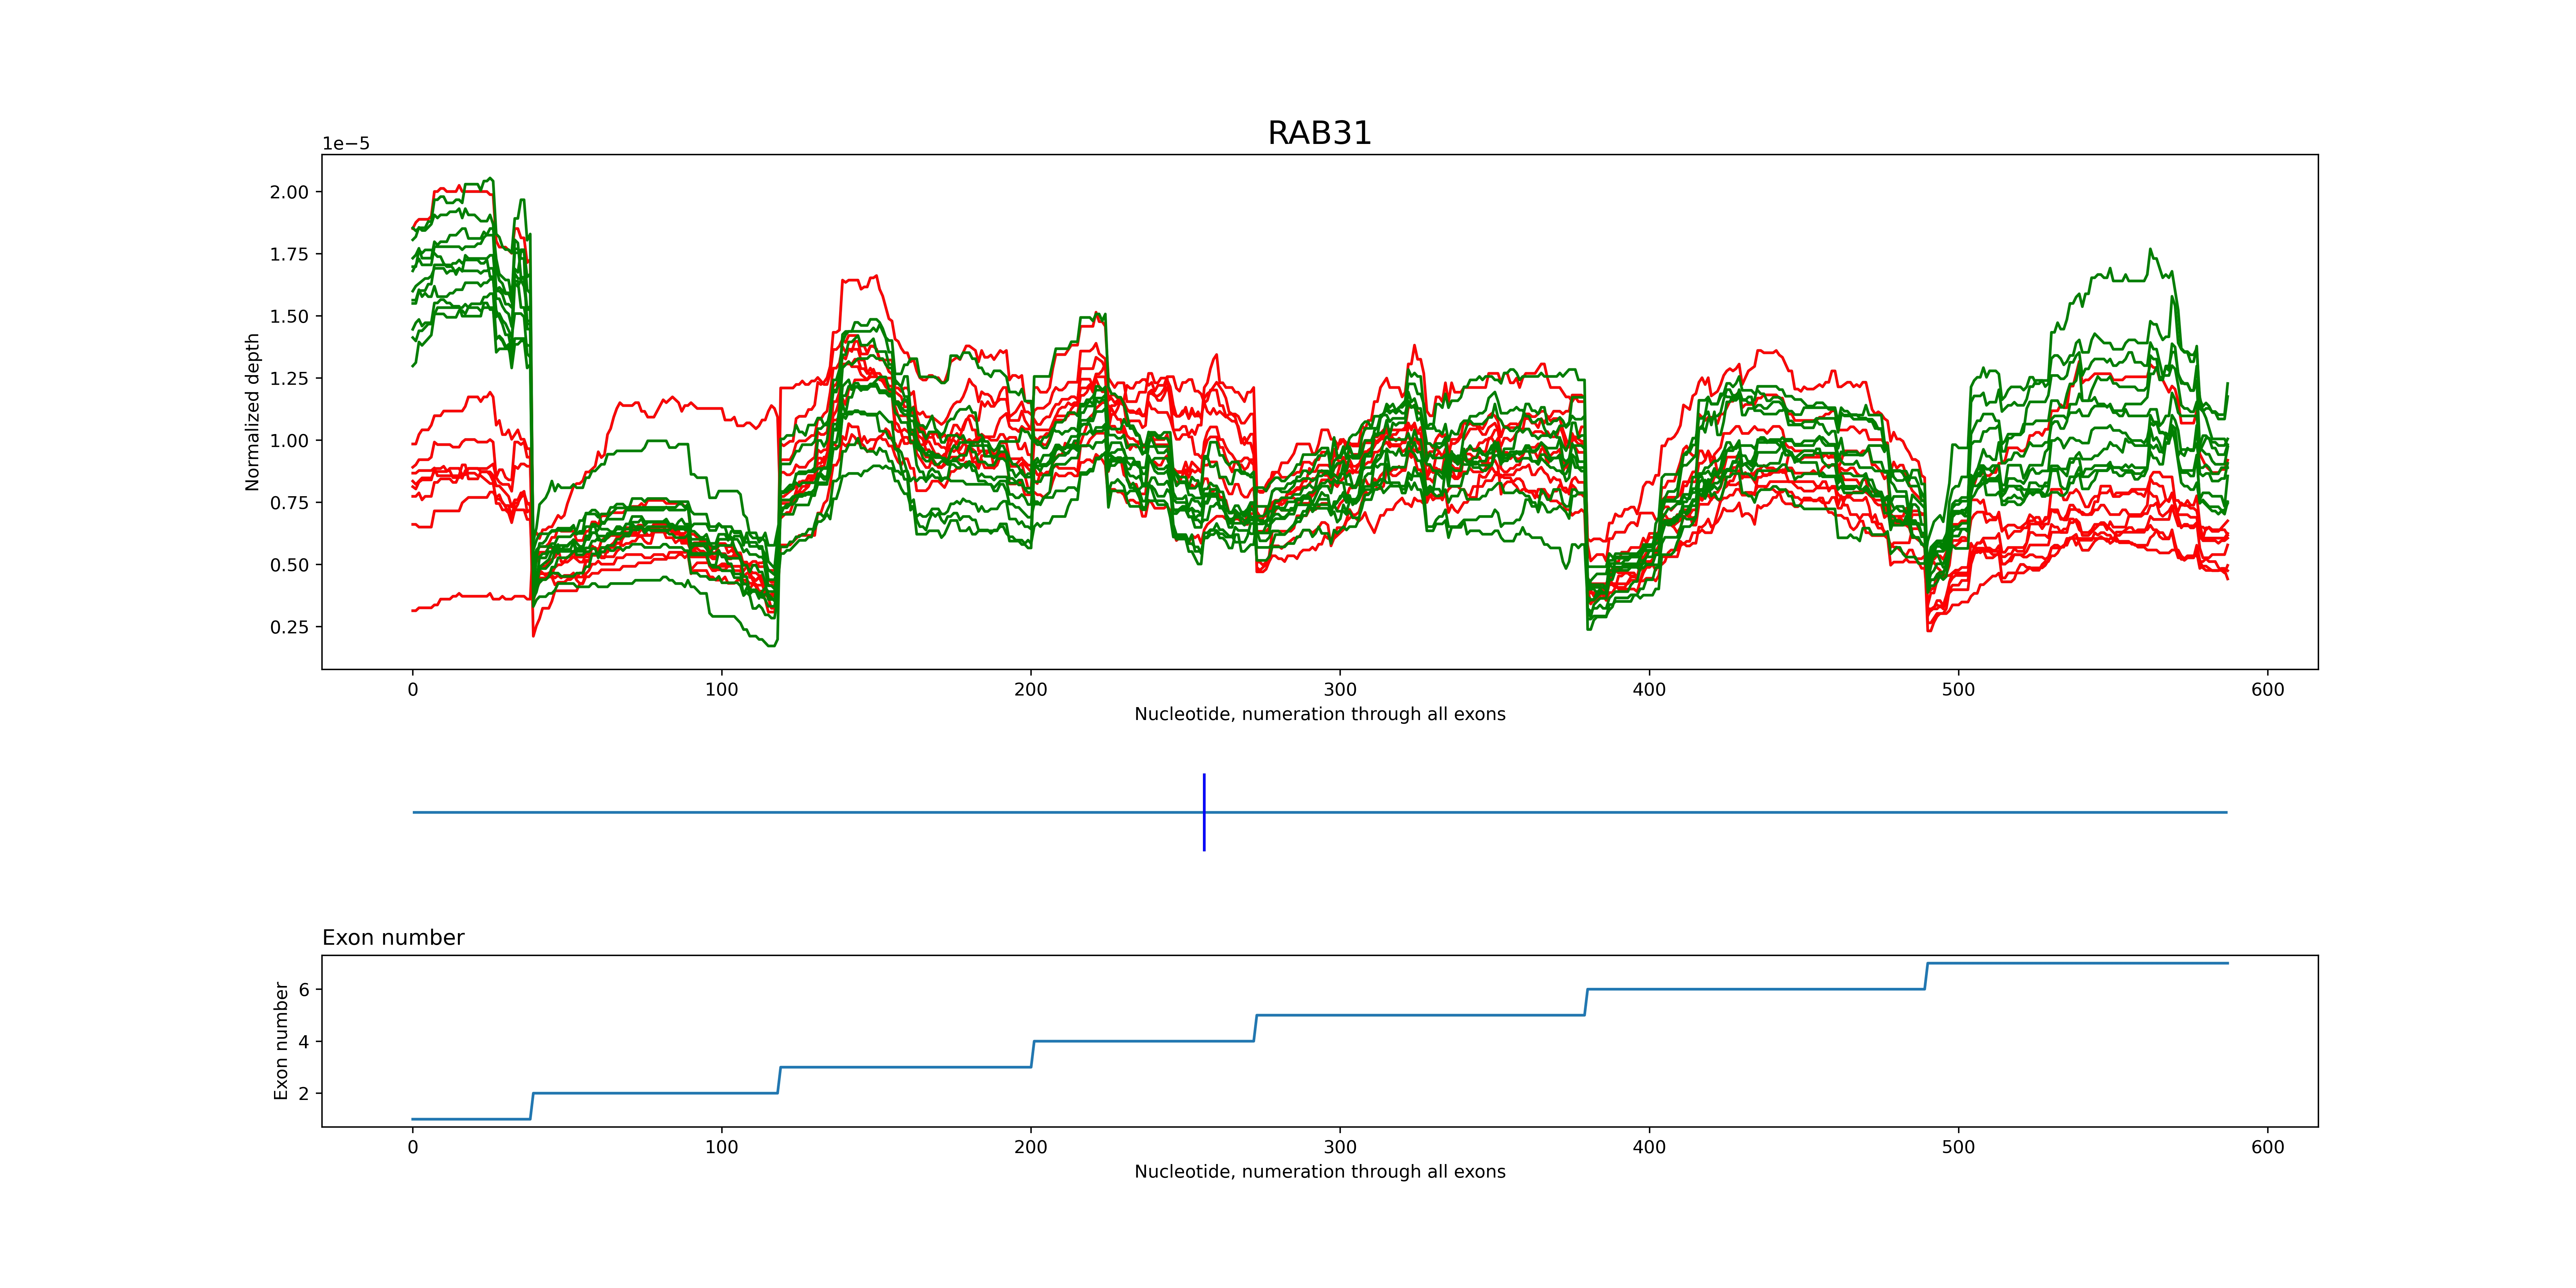 RAB31
1e−5
2.00
1.75
1.50
1.25
1.00
0.75
0.50
0.25
Normalized depth
0 100 200 300 400 500 600
Nucleotide, numeration through all exons
Exon number
6
4
2
Exon number
0 100 200 300 400 500 600
Nucleotide, numeration through all exons